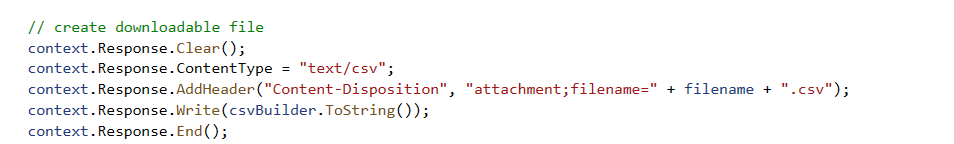 // create downloadable file
context.Response.Clear();
context.Response.ContentType = "text/csv";
context.Response.AddHeader("Content-Disposition", "attachment;filename=" + filename + ".csv");
context.Response.Write(csvBuilder.ToString());
context.Response.End();